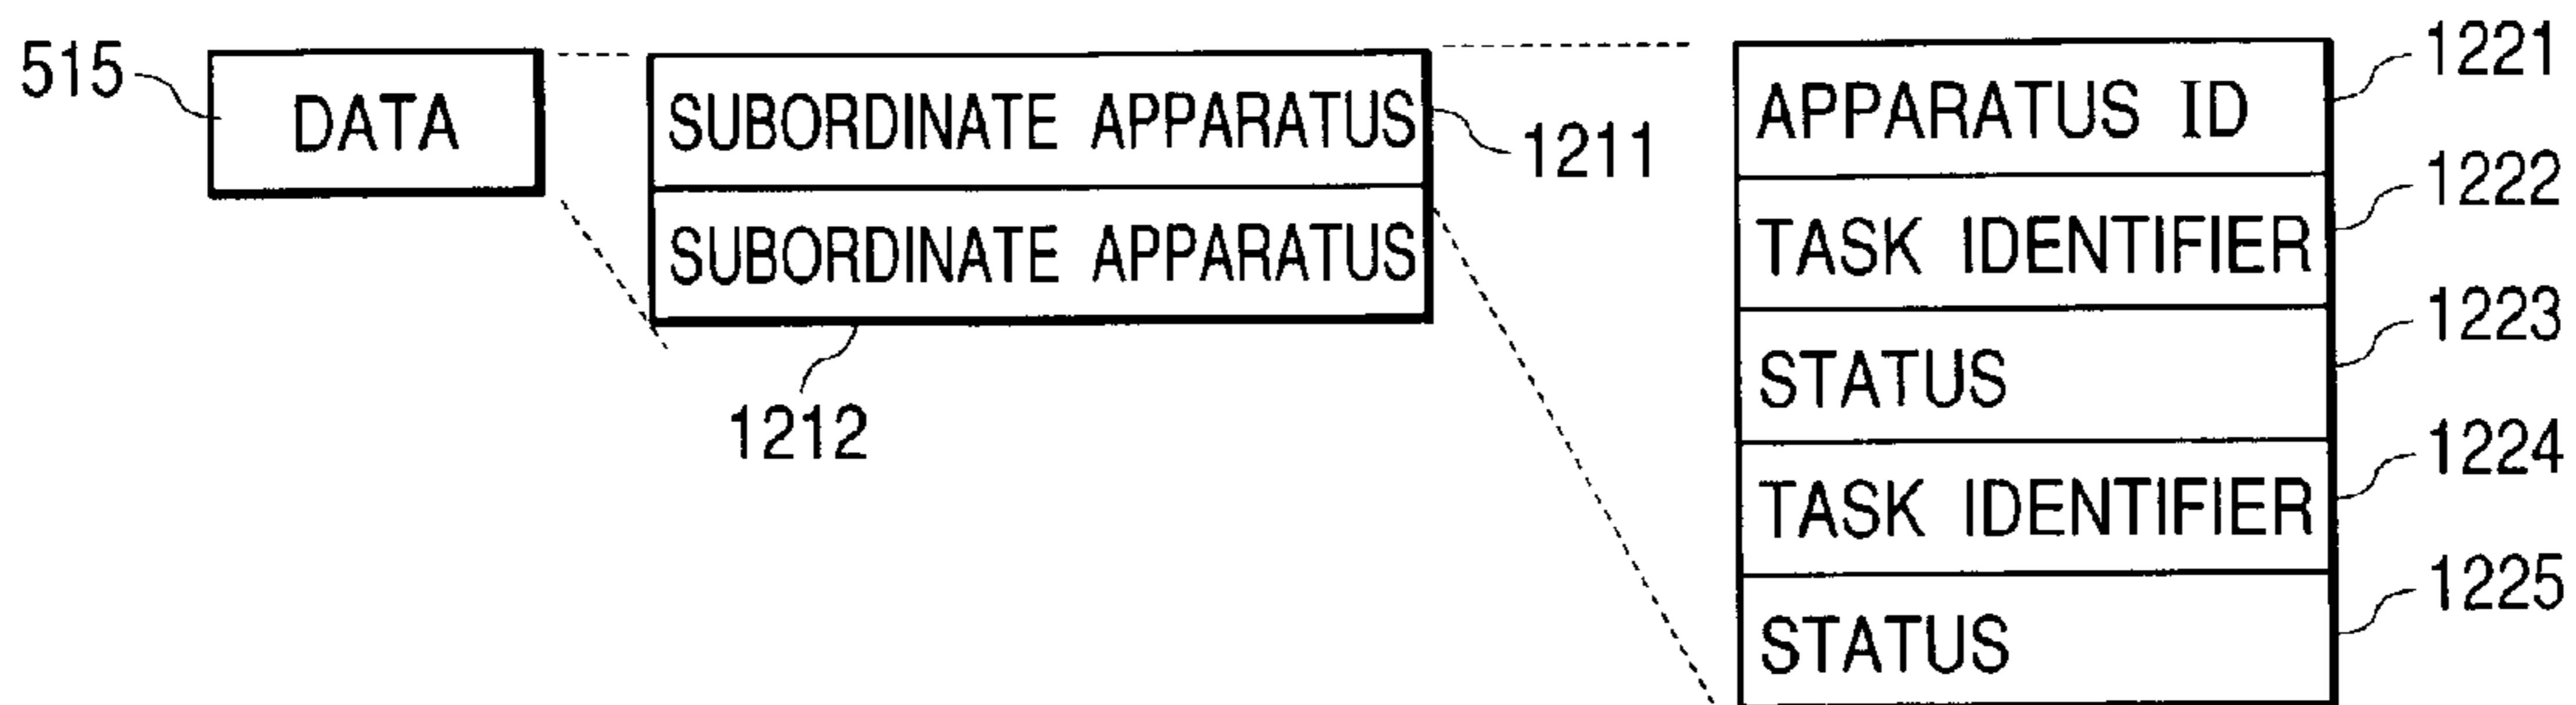 515
DATA
SUBORDINATE APPARATUS
1211
SUBORDINATE APPARATUS
1212
APPARATUS ID
1221
TASK IDENTIFIER
1222
STATUS
1223
TASK IDENTIFIER
1224
STATUS
1225